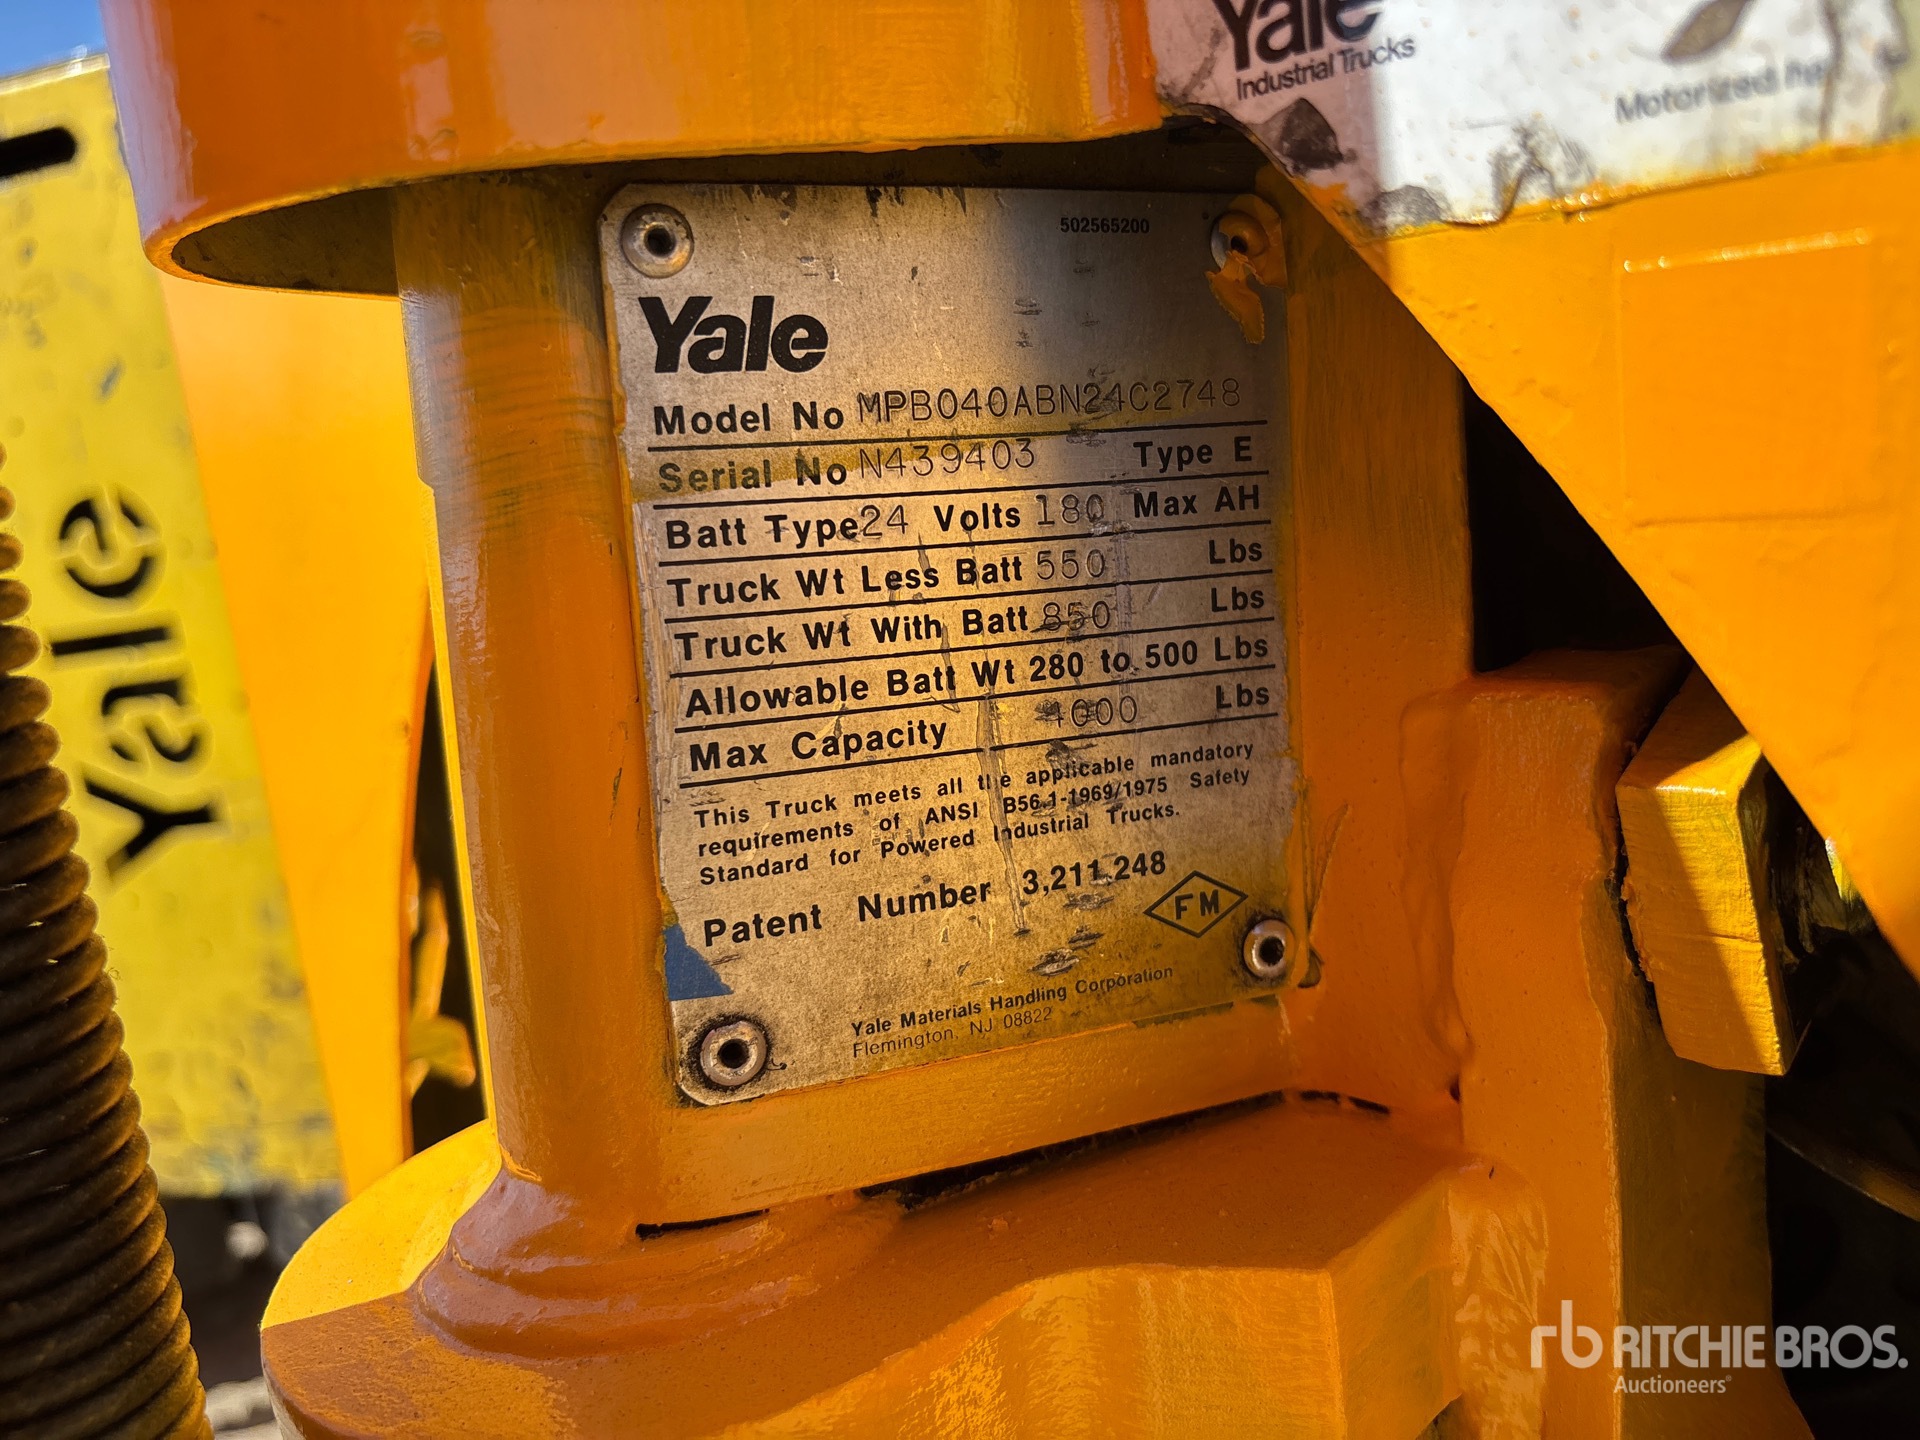 Yale
Industrial Trucks
Motorized
502565200
Yale
Model No MPB040ABN24C2748
Serial No N439403 Type E
Batt Type 24 Volts 180 Max AH
Truck Wt Less Batt 550 Lbs
Truck Wt With Batt 850 Lbs
Allowable Batt Wt 280 to 500 Lbs
Max Capacity 4000 Lbs
This Truck meets all the applicable mandatory
requirements of ANSI B56.1-1969/1975 Safety
Standard for Powered Industrial Trucks.
Patent Number 3,211,248
FM
Yale Materials Handling Corporation
Flemington, NJ 08822
Yale
rb RITCHIE BROS.
Auctioneers